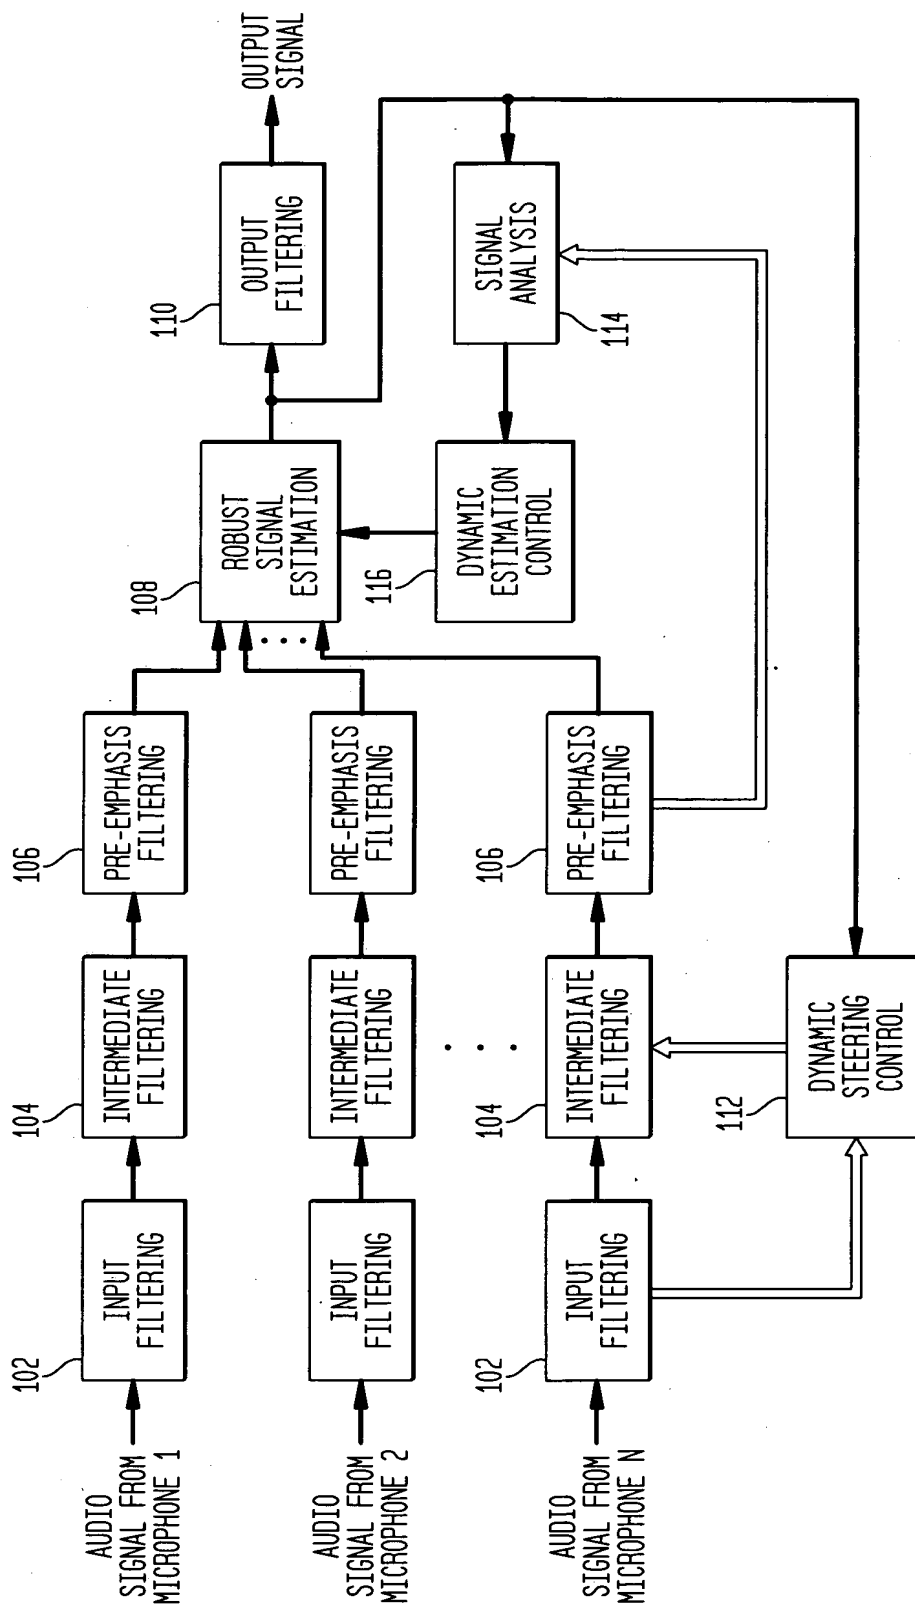 AUDIO
SIGNAL FROM
MICROPHONE 1
102
INPUT
FILTERING
104
INTERMEDIATE
FILTERING
106
PRE-EMPHASIS
FILTERING
AUDIO
SIGNAL FROM
MICROPHONE 2
INPUT
FILTERING
INTERMEDIATE
FILTERING
PRE-EMPHASIS
FILTERING
AUDIO
SIGNAL FROM
MICROPHONE N
102
INPUT
FILTERING
104
INTERMEDIATE
FILTERING
106
PRE-EMPHASIS
FILTERING
108
ROBUST
SIGNAL
ESTIMATION
110
OUTPUT
FILTERING
OUTPUT
SIGNAL
116
DYNAMIC
ESTIMATION
CONTROL
114
SIGNAL
ANALYSIS
112
DYNAMIC
STEERING
CONTROL